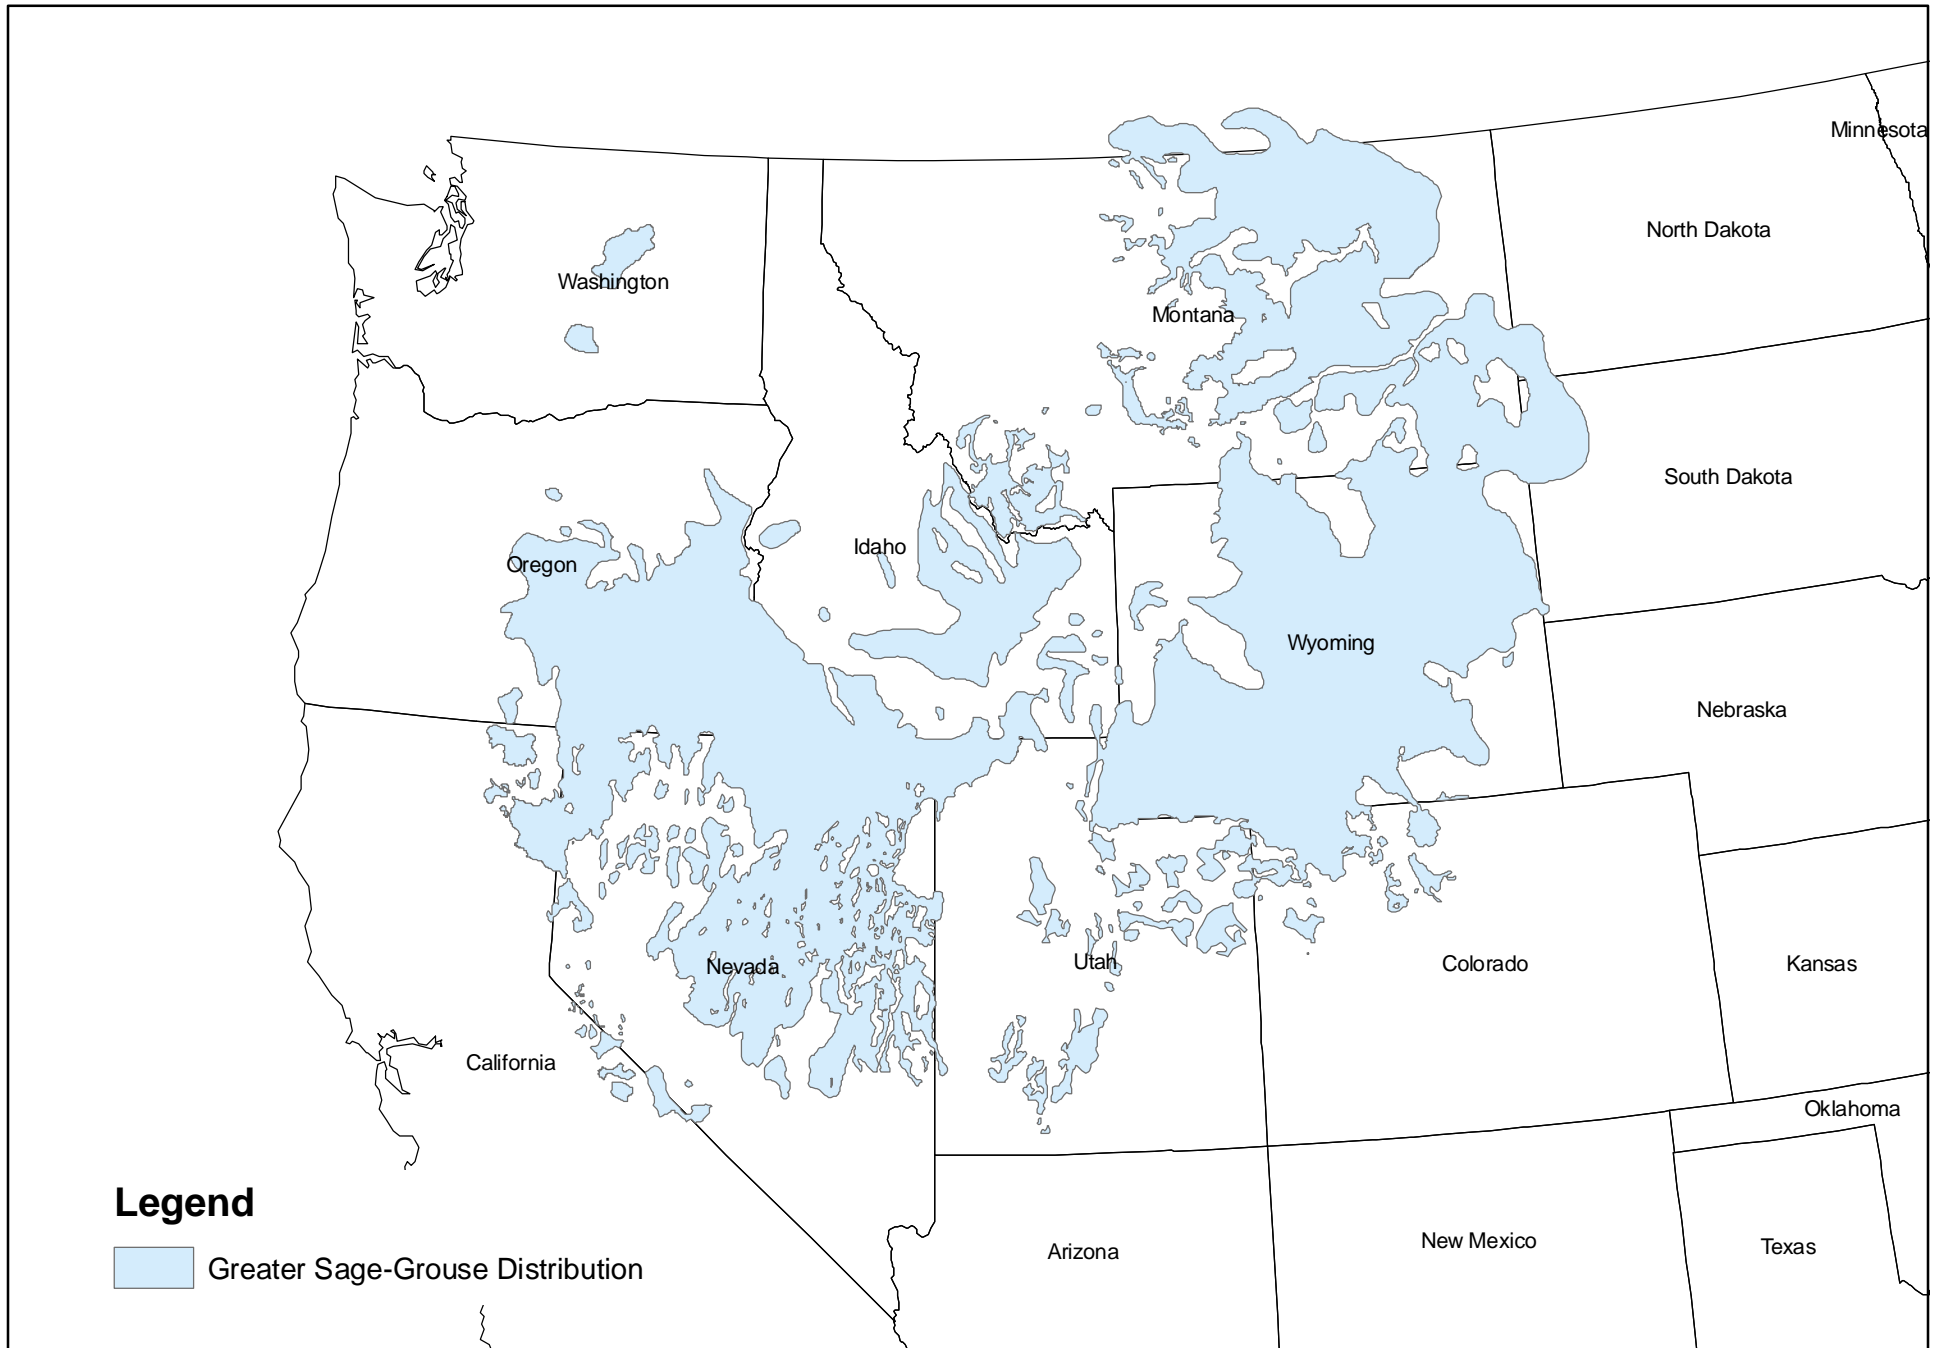 Minnesota
North Dakota
Washington
Montana
South Dakota
Idaho
Oregon
Wyoming
Nebraska
Utah
Nevada
Colorado
Kansas
California
Oklahoma
Legend
Greater Sage-Grouse Distribution
Arizona
New Mexico
Texas